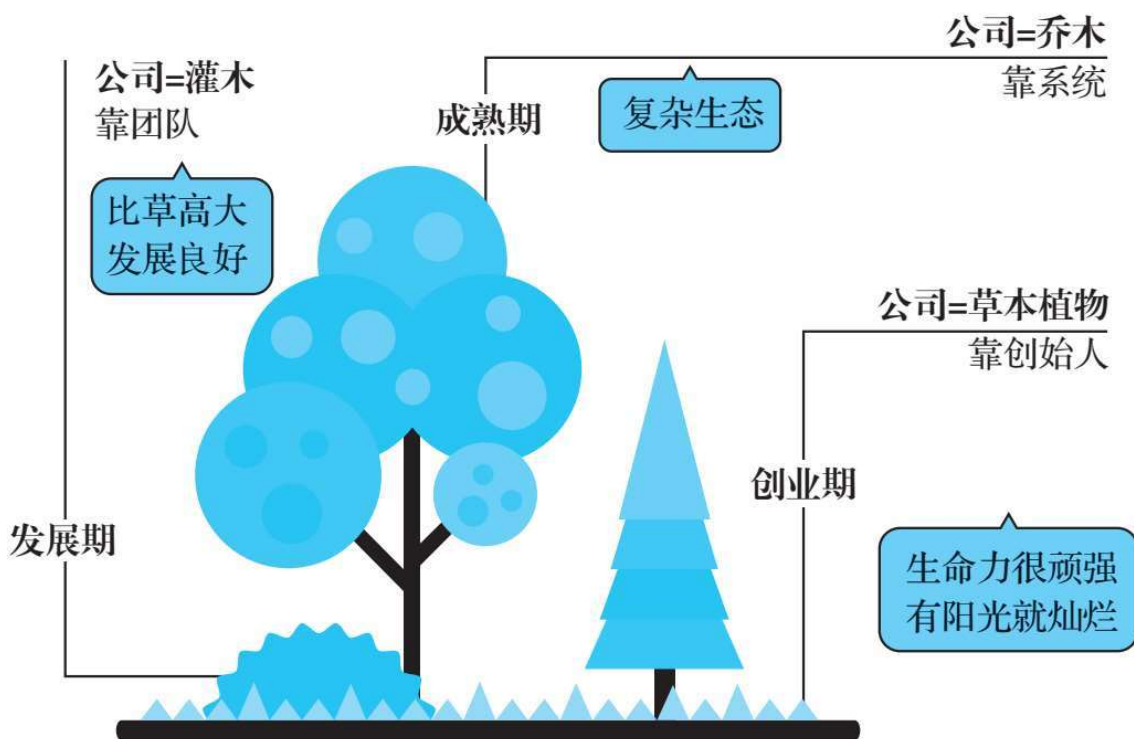 公司=灌木
靠团队
比草高大
发展良好
发展期
成熟期
公司=乔木
靠系统
复杂生态
公司=草本植物
靠创始人
创业期
生命力很顽强
有阳光就灿烂